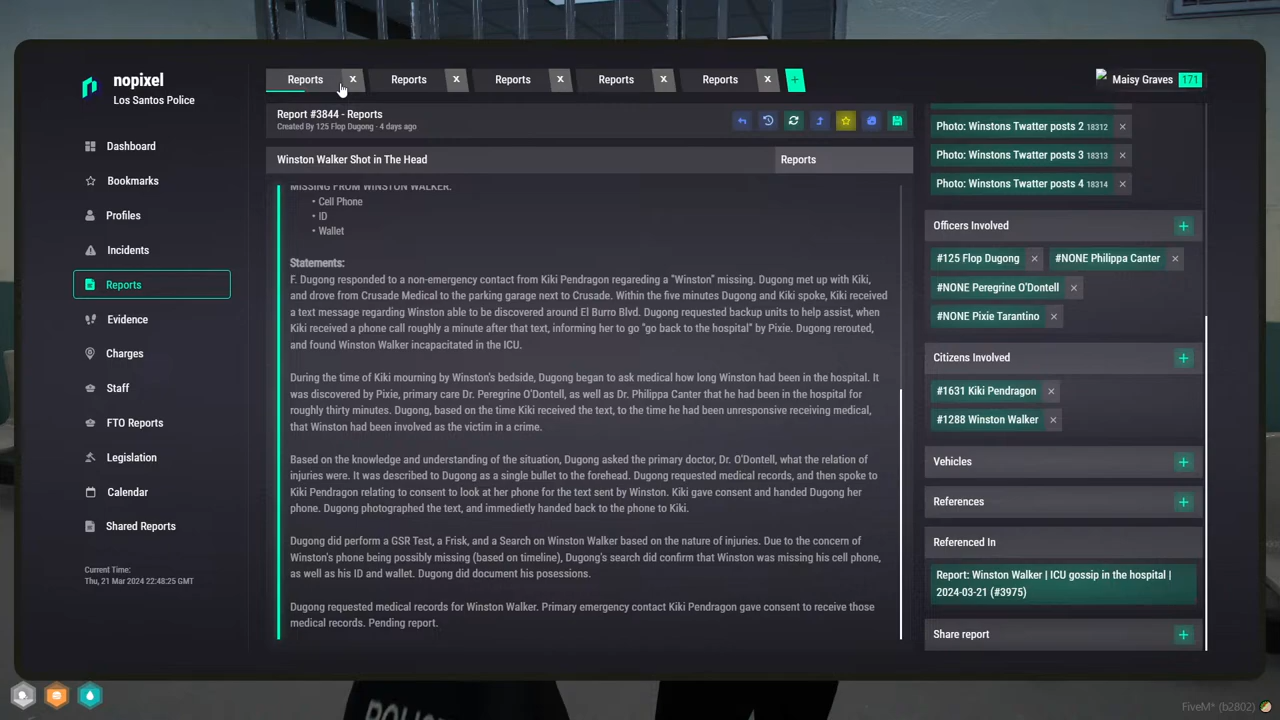 nopixel
Los Santos Police
Dashboard
Bookmarks
Profiles
Incidents
Reports
Evidence
Charges
Staff
FTO Reports
Legislation
Calendar
Shared Reports
Current Time:
Thu, 21 Mar 2024 22:48:25 GMT
Reports x Reports x Reports x Reports x Reports x +
Maisy Graves 171
Report #3844 - Reports
Created By 125 Flop Dugong · 4 days ago
Winston Walker Shot in The Head
Reports
MISSING FROM WINSTON WALKER:
• Cell Phone
• ID
• Wallet
Statements:
F. Dugong responded to a non-emergency contact from Kiki Pendragon regareding a "Winston" missing. Dugong met up with Kiki,
and drove from Crusade Medical to the parking garage next to Crusade. Within the five minutes Dugong and Kiki spoke, Kiki received
a text message regarding Winston able to be discovered around El Burro Blvd. Dugong requested backup units to help assist, when
Kiki received a phone call roughly a minute after that text, informing her to go "go back to the hospital" by Pixie. Dugong rerouted,
and found Winston Walker incapacitated in the ICU.
During the time of Kiki mourning by Winston's bedside, Dugong began to ask medical how long Winston had been in the hospital. It
was discovered by Pixie, primary care Dr. Peregrine O'Dontell, as well as Dr. Philippa Canter that he had been in the hospital for
roughly thirty minutes. Dugong, based on the time Kiki received the text, to the time he had been unresponsive receiving medical,
that Winston had been involved as the victim in a crime.
Based on the knowledge and understanding of the situation, Dugong asked the primary doctor, Dr. O'Dontell, what the relation of
injuries were. It was described to Dugong as a single bullet to the forehead. Dugong requested medical records, and then spoke to
Kiki Pendragon relating to consent to look at her phone for the text sent by Winston. Kiki gave consent and handed Dugong her
phone. Dugong photographed the text, and immedietly handed back to the phone to Kiki.
Dugong did perform a GSR Test, a Frisk, and a Search on Winston Walker based on the nature of injuries. Due to the concern of
Winston's phone being possibly missing (based on timeline), Dugong's search did confirm that Winston was missing his cell phone,
as well as his ID and wallet. Dugong did document his posessions.
Dugong requested medical records for Winston Walker. Primary emergency contact Kiki Pendragon gave consent to receive those
medical records. Pending report.
Photo: Winstons Twatter posts 2 18312 ×
Photo: Winstons Twatter posts 3 18313 ×
Photo: Winstons Twatter posts 4 18314 ×
Officers Involved +
#125 Flop Dugong × #NONE Philippa Canter ×
#NONE Peregrine O'Dontell ×
#NONE Pixie Tarantino ×
Citizens Involved +
#1631 Kiki Pendragon ×
#1288 Winston Walker ×
Vehicles +
References +
Referenced In
Report: Winston Walker | ICU gossip in the hospital |
2024-03-21 (#3975)
Share report +
POLIC
FiveM* (b2802)